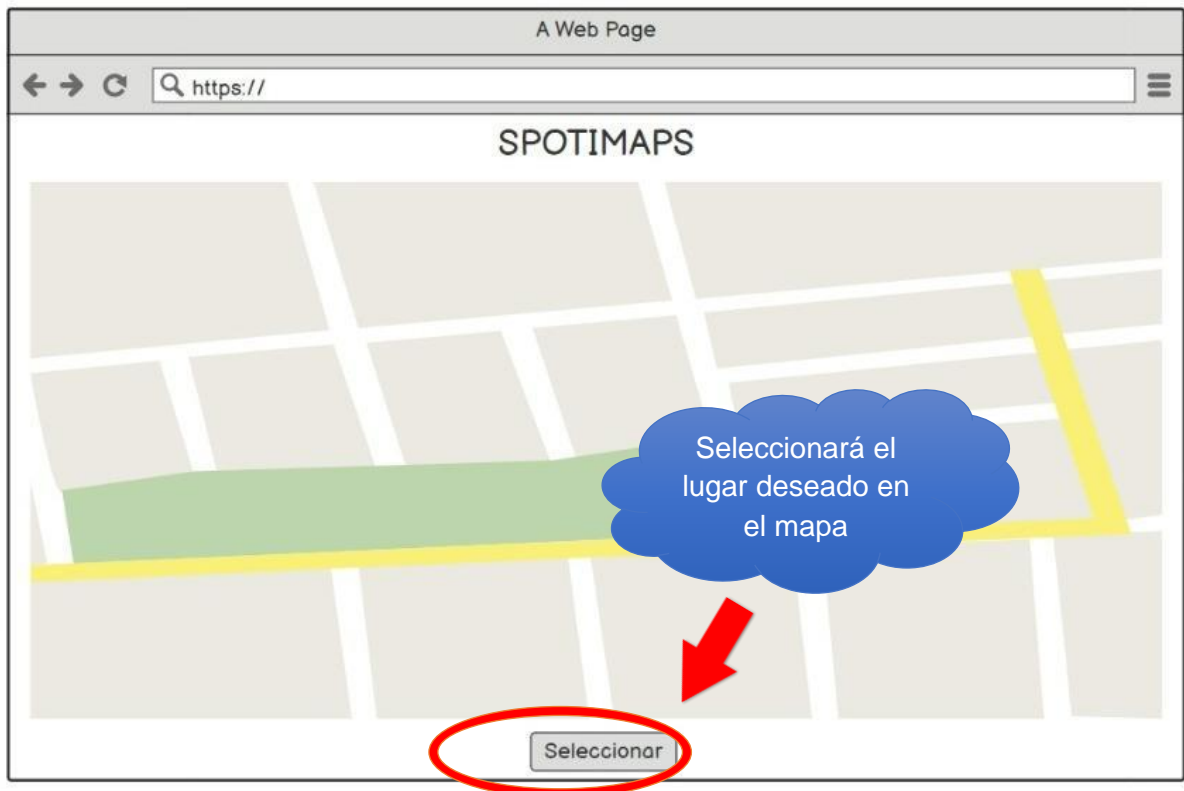 A Web Page
https://
SPOTIMAPS
Seleccionará el
lugar deseado en
el mapa
Seleccionar